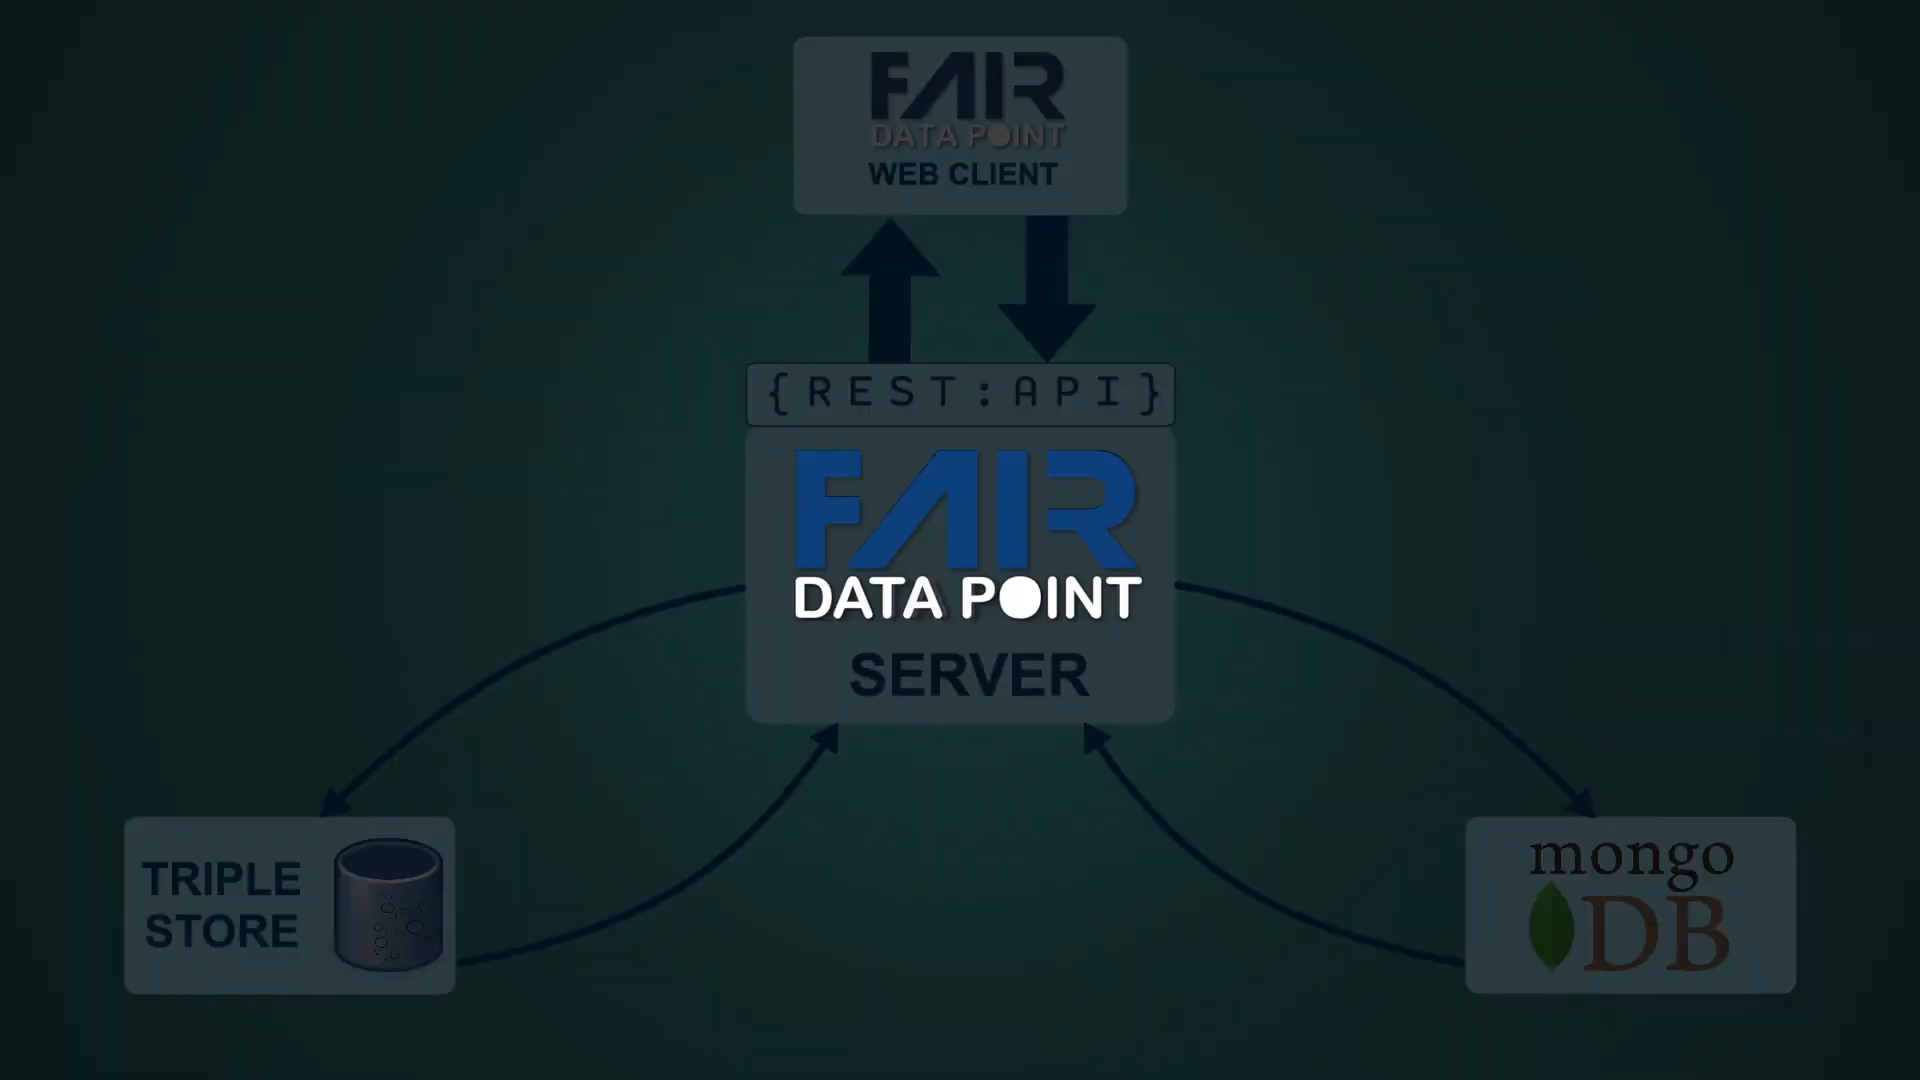 FAIR
DATA POINT
WEB CLIENT
{REST:API}
FAIR
DATA POINT
SERVER
TRIPLE
STORE
mongo
DB